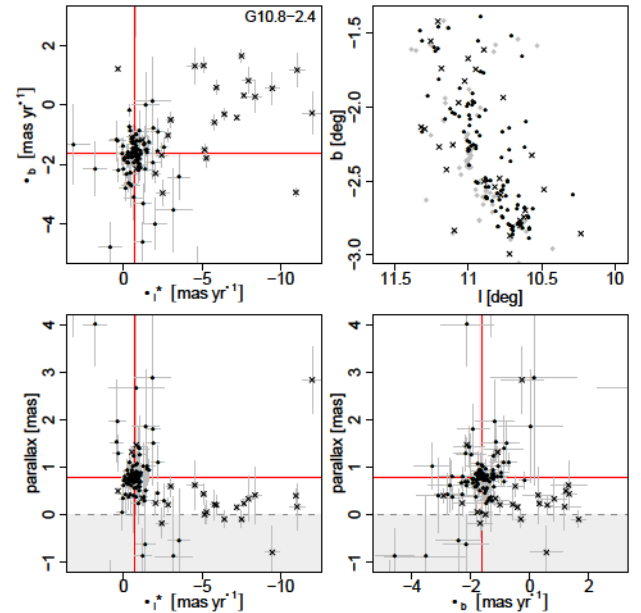 G10.8−2.4
2
0
−2
−4
•b [mas yr⁻¹]
0 −5 −10
•l* [mas yr⁻¹]
−1.5
−2.0
−2.5
−3.0
b [deg]
11.5 11 10.5 10
l [deg]
4
3
2
1
0
−1
parallax [mas]
0 −5 −10
•l* [mas yr⁻¹]
4
3
2
1
0
−1
parallax [mas]
−4 −2 0 2
•b [mas yr⁻¹]